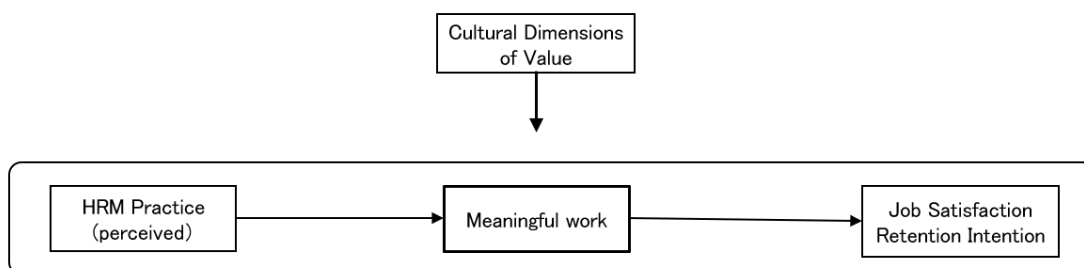 Cultural Dimensions
of Value
HRM Practice
(perceived)
Meaningful work
Job Satisfaction
Retention Intention